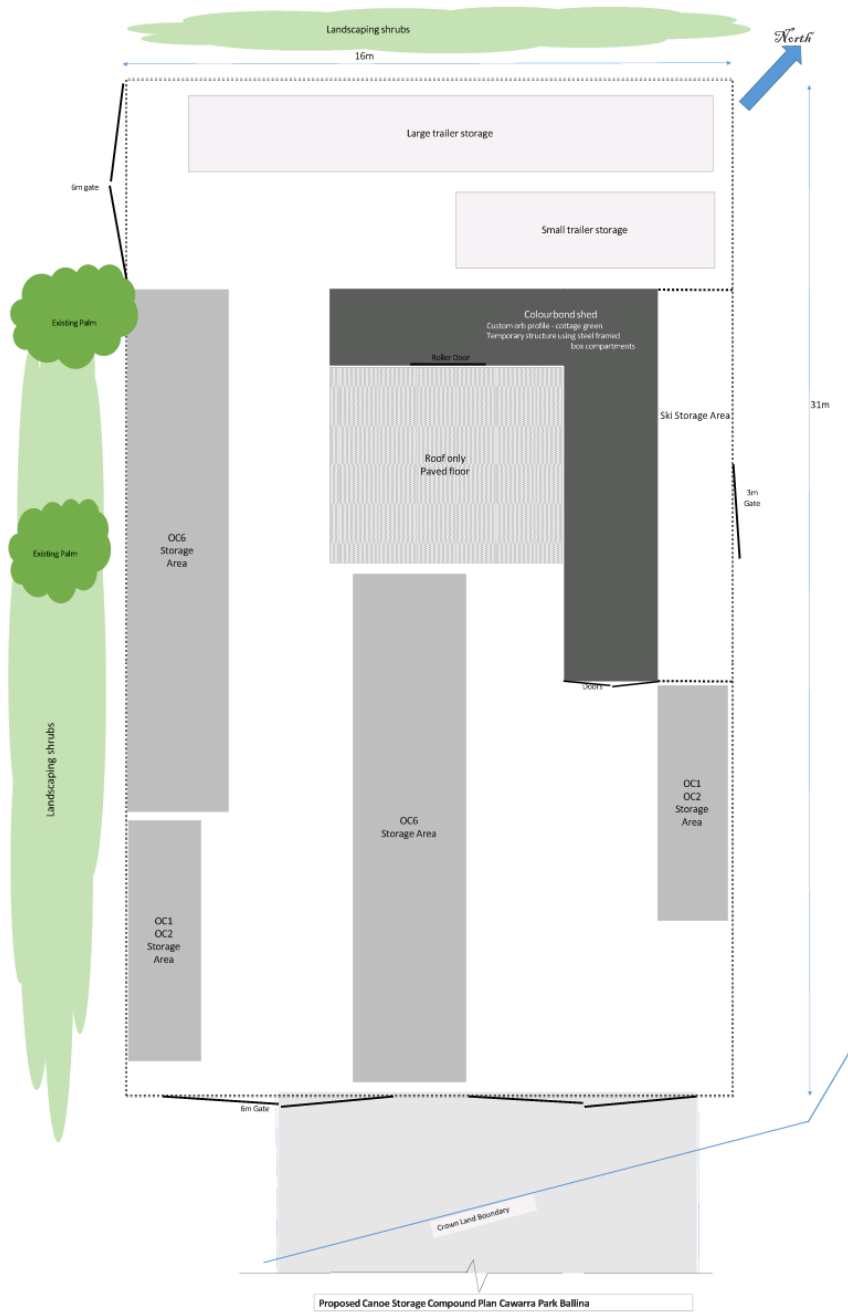 Landscaping shrubs
North
16m
Large trailer storage
6m gate
Small trailer storage
Existing Palm
Colourbond shed
Custom orb profile - cottage green
Temporary structure using steel framed
box compartments
Roller Door
31m
Ski Storage Area
Roof only
Paved floor
3m
Gate
OC6
Storage
Area
Existing Palm
Doors
Landscaping shrubs
OC1
OC2
Storage
Area
OC6
Storage Area
OC1
OC2
Storage
Area
6m Gate
Crown Land Boundary
Proposed Canoe Storage Compound Plan Cawarra Park Ballina